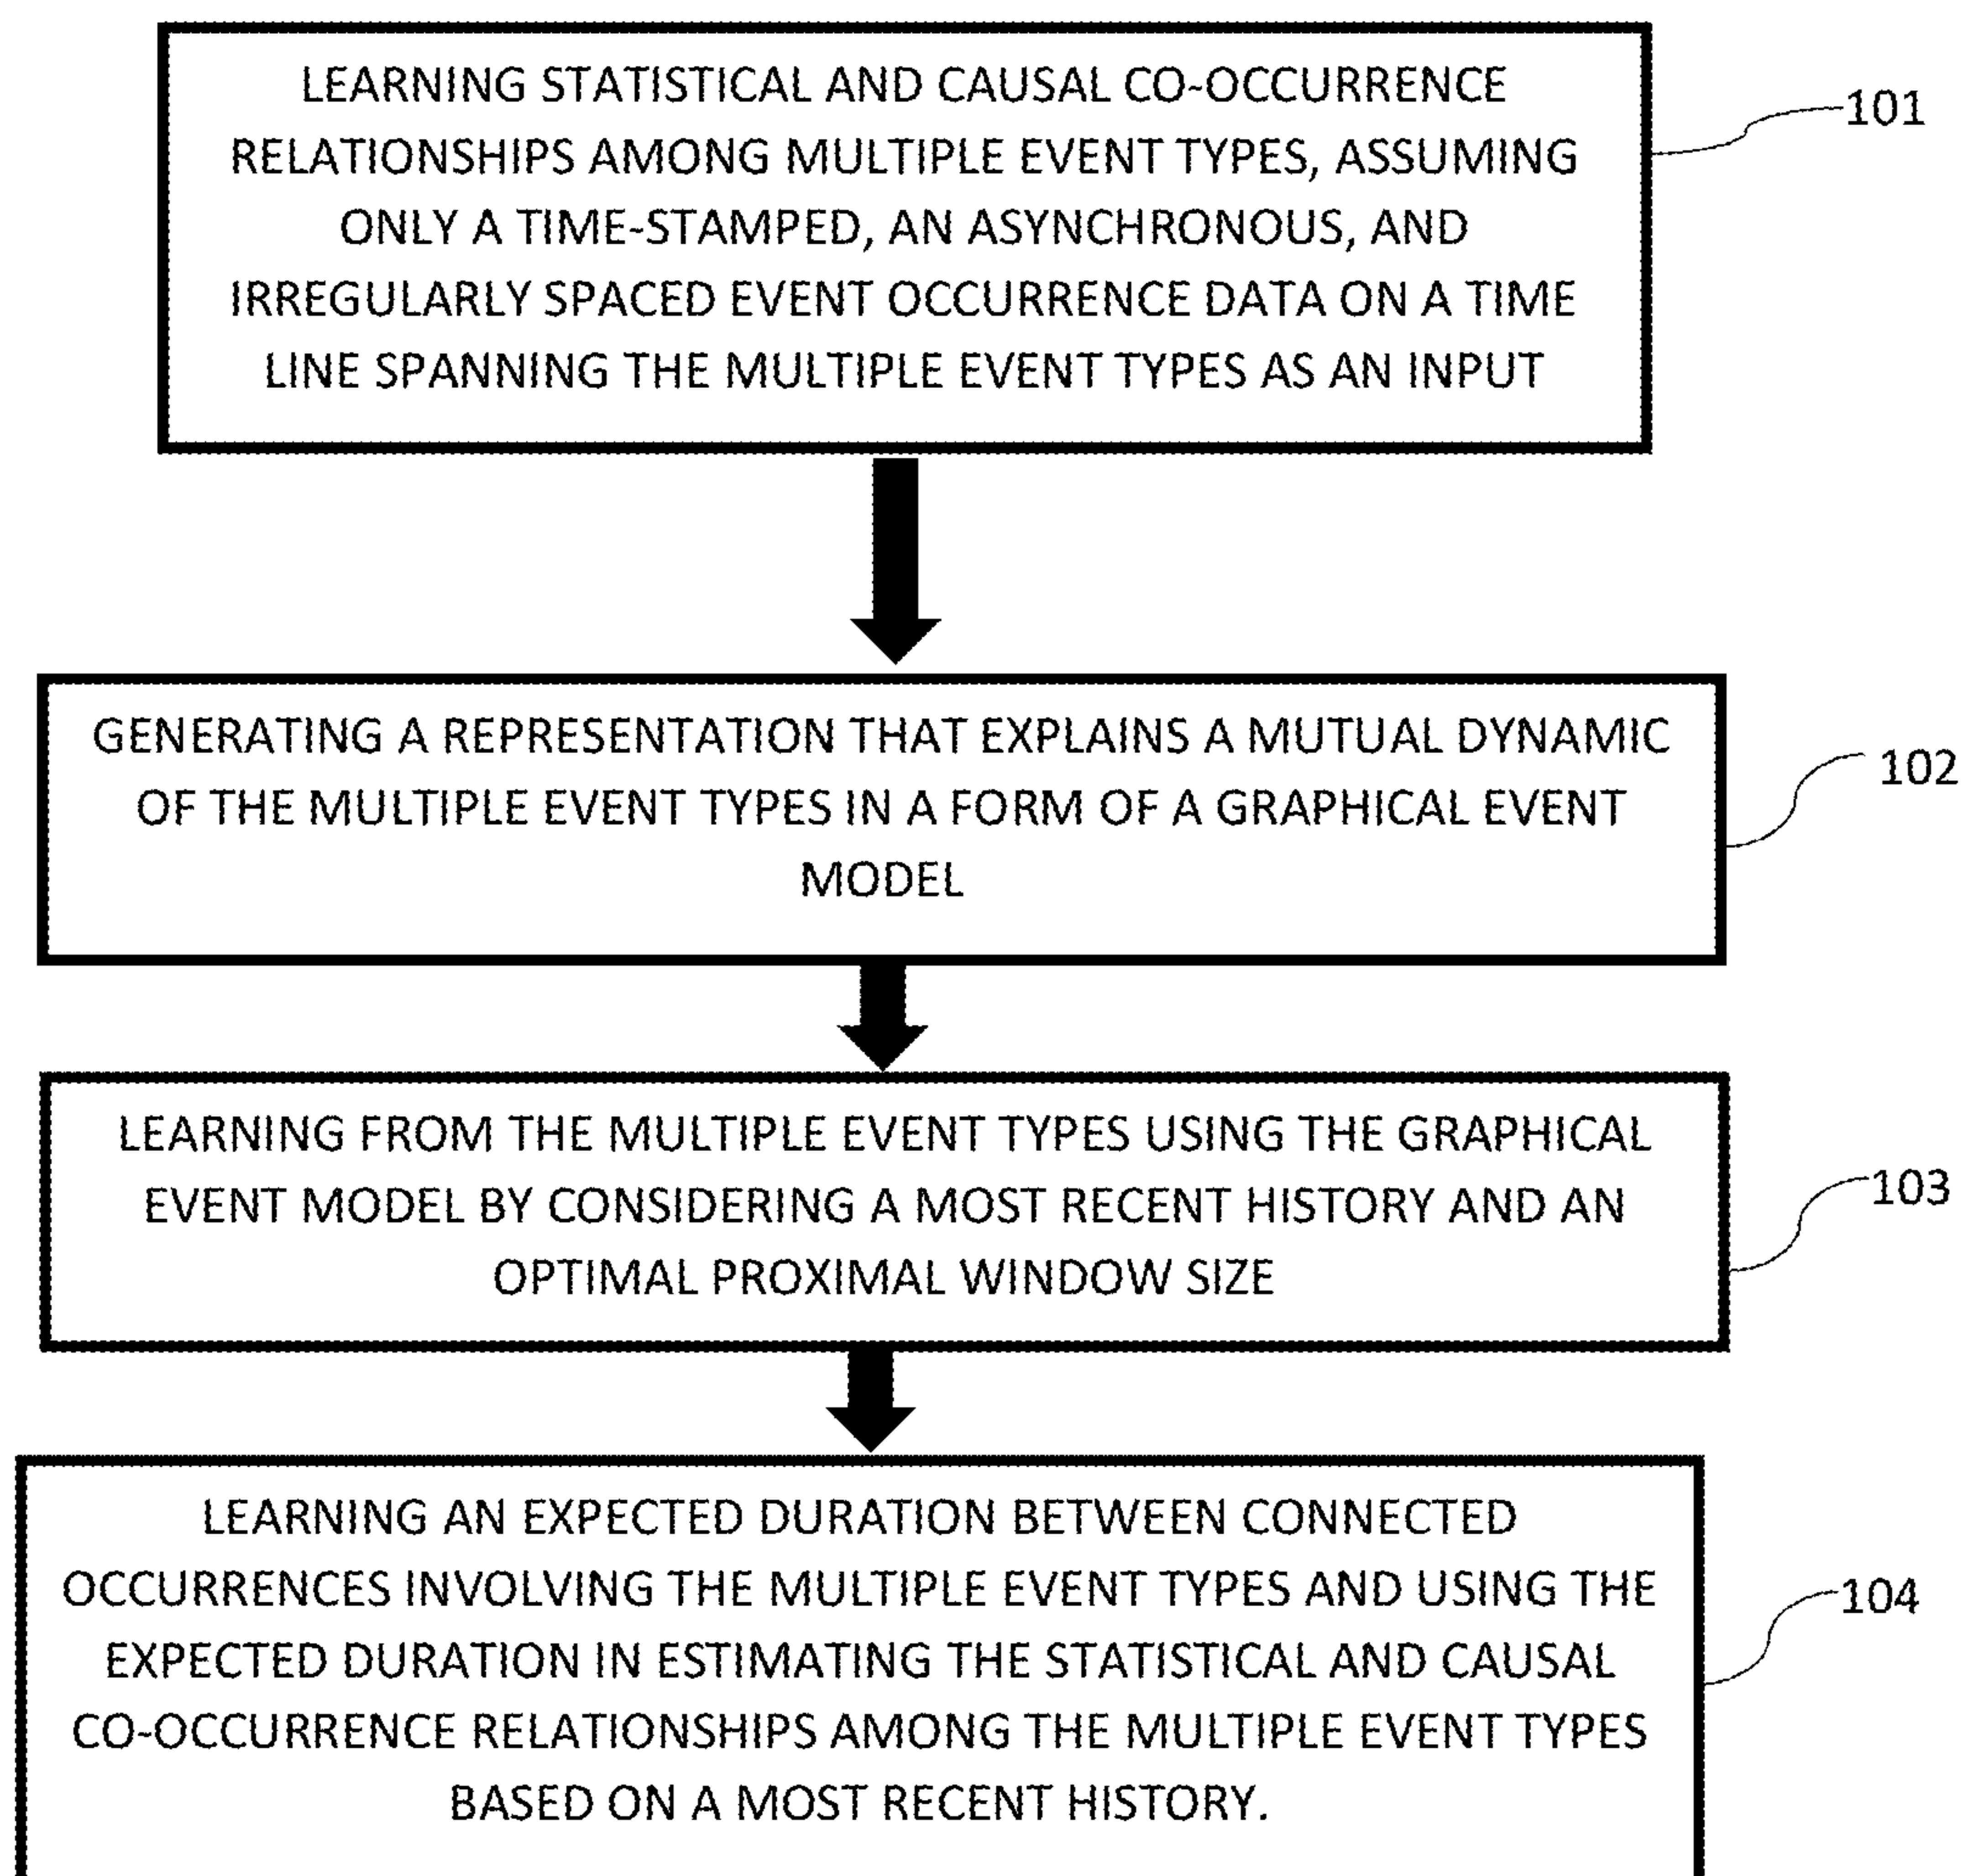 LEARNING STATISTICAL AND CAUSAL CO-OCCURRENCE
RELATIONSHIPS AMONG MULTIPLE EVENT TYPES, ASSUMING
ONLY A TIME-STAMPED, AN ASYNCHRONOUS, AND
IRREGULARLY SPACED EVENT OCCURRENCE DATA ON A TIME
LINE SPANNING THE MULTIPLE EVENT TYPES AS AN INPUT
101
GENERATING A REPRESENTATION THAT EXPLAINS A MUTUAL DYNAMIC
OF THE MULTIPLE EVENT TYPES IN A FORM OF A GRAPHICAL EVENT
MODEL
102
LEARNING FROM THE MULTIPLE EVENT TYPES USING THE GRAPHICAL
EVENT MODEL BY CONSIDERING A MOST RECENT HISTORY AND AN
OPTIMAL PROXIMAL WINDOW SIZE
103
LEARNING AN EXPECTED DURATION BETWEEN CONNECTED
OCCURRENCES INVOLVING THE MULTIPLE EVENT TYPES AND USING THE
EXPECTED DURATION IN ESTIMATING THE STATISTICAL AND CAUSAL
CO-OCCURRENCE RELATIONSHIPS AMONG THE MULTIPLE EVENT TYPES
BASED ON A MOST RECENT HISTORY.
104